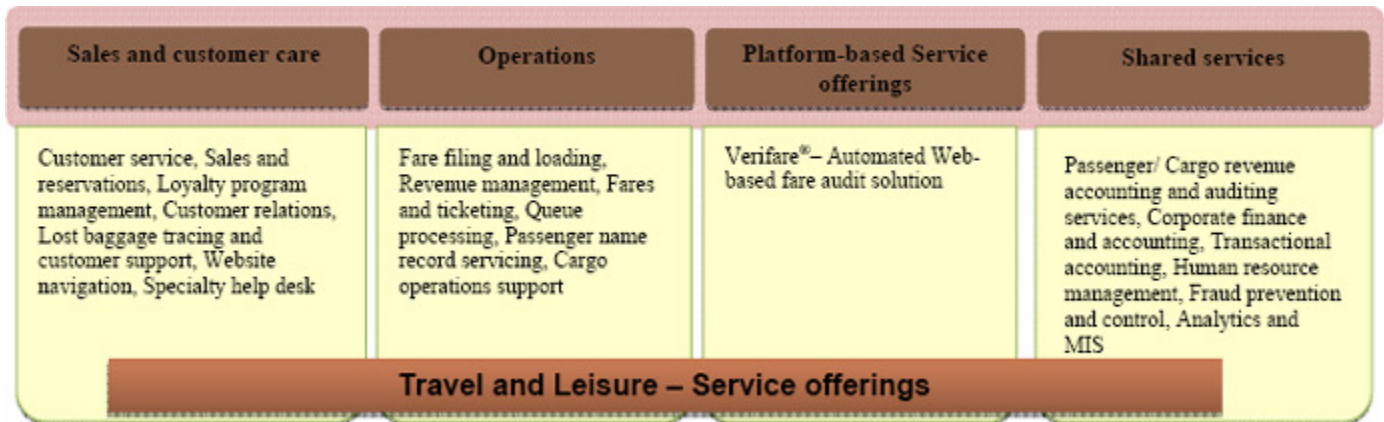 Sales and customer care
Customer service, Sales and
reservations, Loyalty program
management, Customer relations,
Lost baggage tracing and
customer support, Website
navigation, Specialty help desk
Operations
Fare filing and loading,
Revenue management, Fares
and ticketing, Queue
processing, Passenger name
record servicing, Cargo
operations support
Platform-based Service
offerings
Verifare®– Automated Web-
based fare audit solution
Shared services
Passenger/ Cargo revenue
accounting and auditing
services, Corporate finance
and accounting, Transactional
accounting, Human resource
management, Fraud prevention
and control, Analytics and
MIS
Travel and Leisure – Service offerings